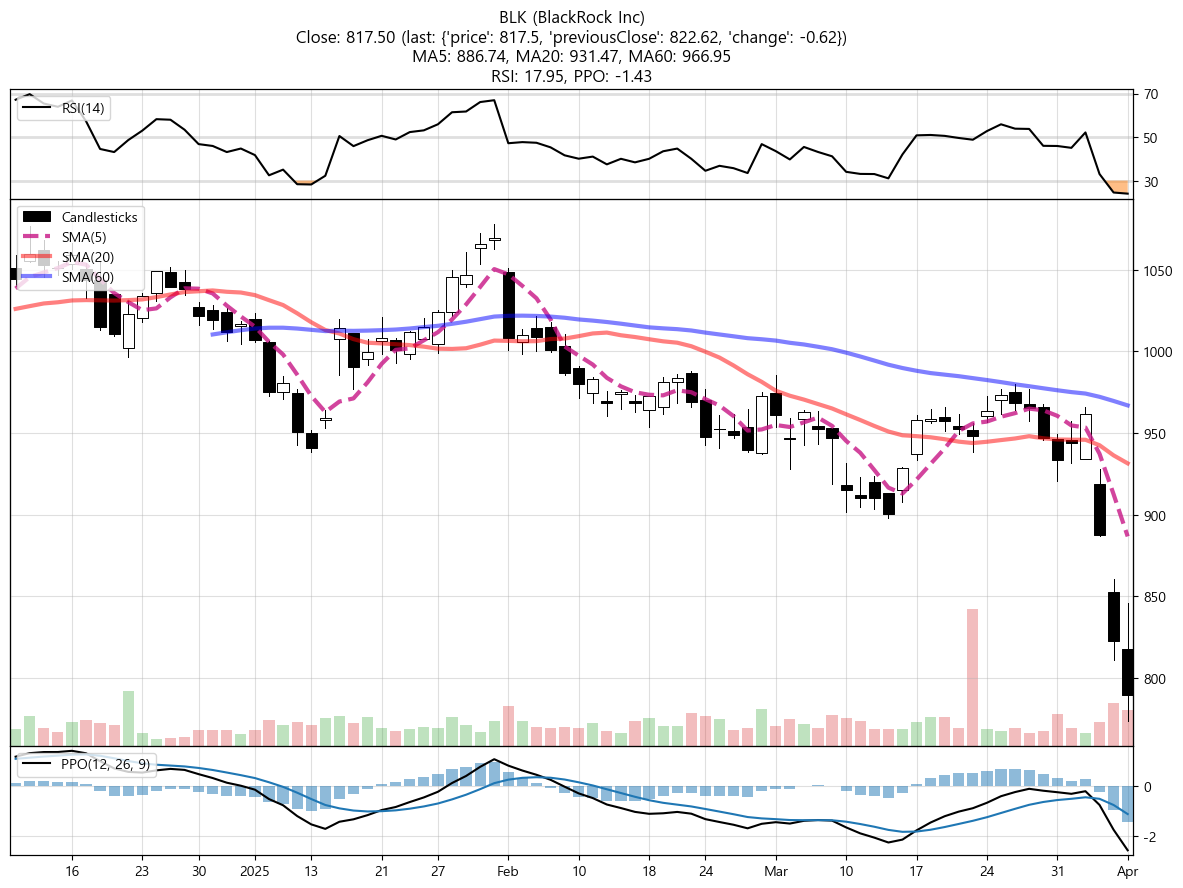 BLK (BlackRock Inc)
Close: 817.50 (last: {'price': 817.5, 'previousClose': 822.62, 'change': -0.62})
MA5: 886.74, MA20: 931.47, MA60: 966.95
RSI: 17.95, PPO: -1.43
RSI(14)
70
50
30
Candlesticks
SMA(5)
SMA(20)
SMA(60)
1050
1000
950
900
850
800
PPO(12, 26, 9)
0
-2
16 23 30 2025 13 21 27 Feb 10 18 24 Mar 10 17 24 31 Apr